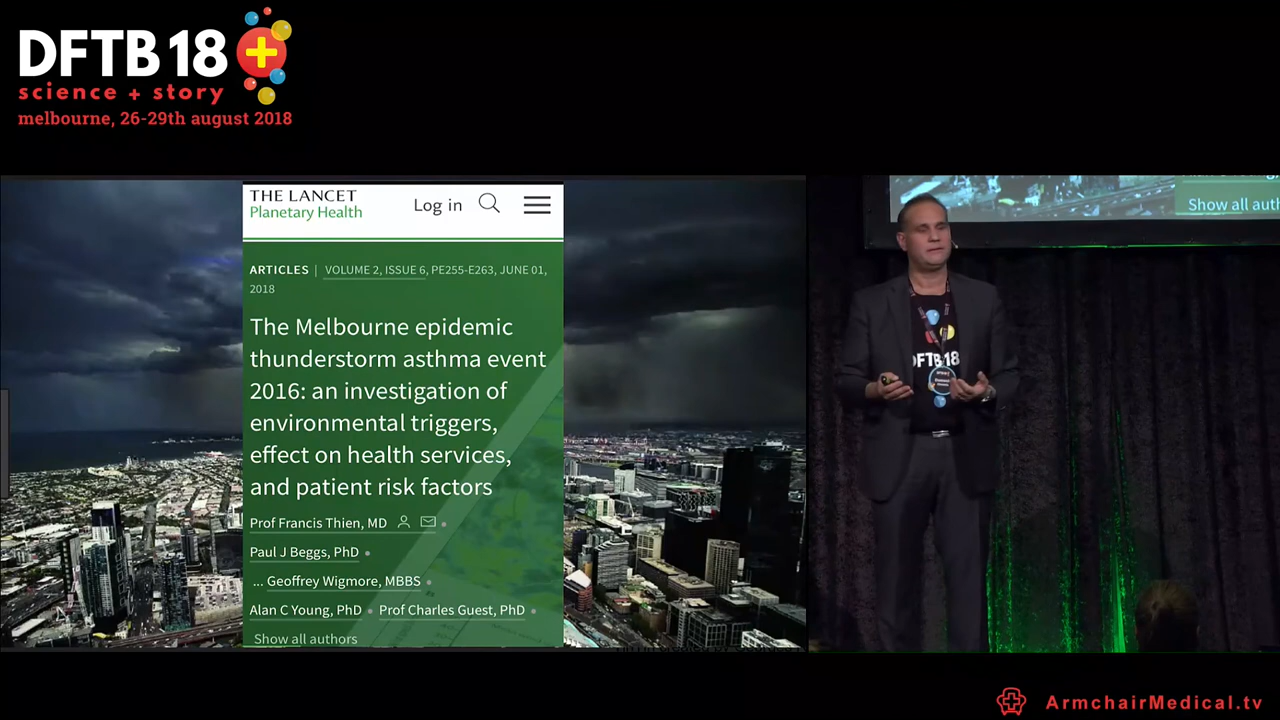 DFTB 18
science + story
melbourne, 26-29th august 2018
THE LANCET
Planetary Health
Log in
ARTICLES | VOLUME 2, ISSUE 6, PE255-E263, JUNE 01,
2018
The Melbourne epidemic
thunderstorm asthma event
2016: an investigation of
environmental triggers,
effect on health services,
and patient risk factors
Prof Francis Thien, MD
Paul J Beggs, PhD
... Geoffrey Wigmore, MBBS
Alan C Young, PhD • Prof Charles Guest, PhD
Show all authors
Show all auth
DFTB18
ArmchairMedical.tv